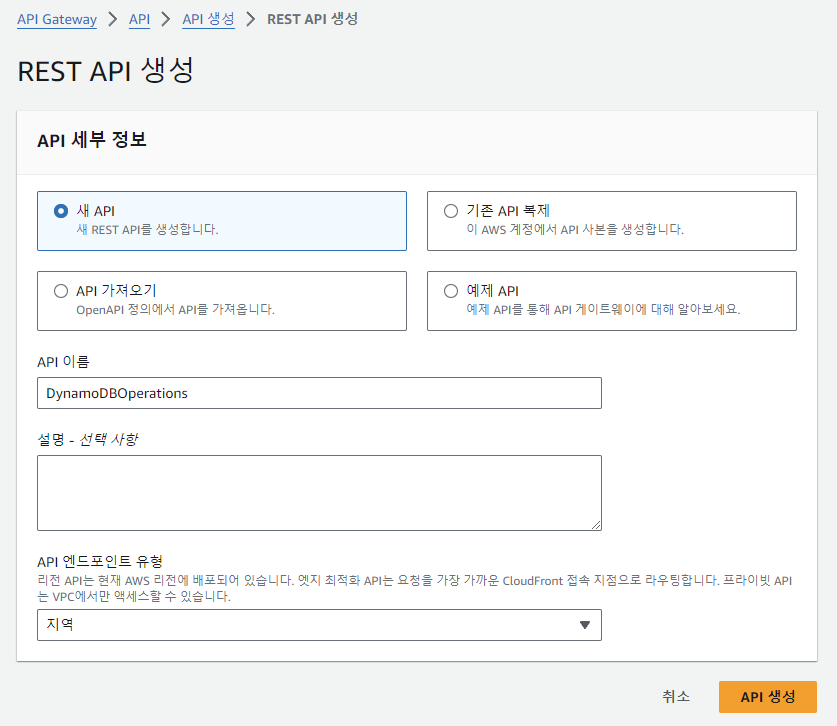 API Gateway > API > API 생성 > REST API 생성
REST API 생성
API 세부 정보
새 API
새 REST API를 생성합니다.
기존 API 복제
이 AWS 계정에서 API 사본을 생성합니다.
API 가져오기
OpenAPI 정의에서 API를 가져옵니다.
예제 API
예제 API를 통해 API 게이트웨이에 대해 알아보세요.
API 이름
DynamoDBOperations
설명 - 선택 사항
API 엔드포인트 유형
리전 API는 현재 AWS 리전에 배포되어 있습니다. 엣지 최적화 API는 요청을 가장 가까운 CloudFront 접속 지점으로 라우팅합니다. 프라이빗 API
는 VPC에서만 액세스할 수 있습니다.
지역
취소
API 생성